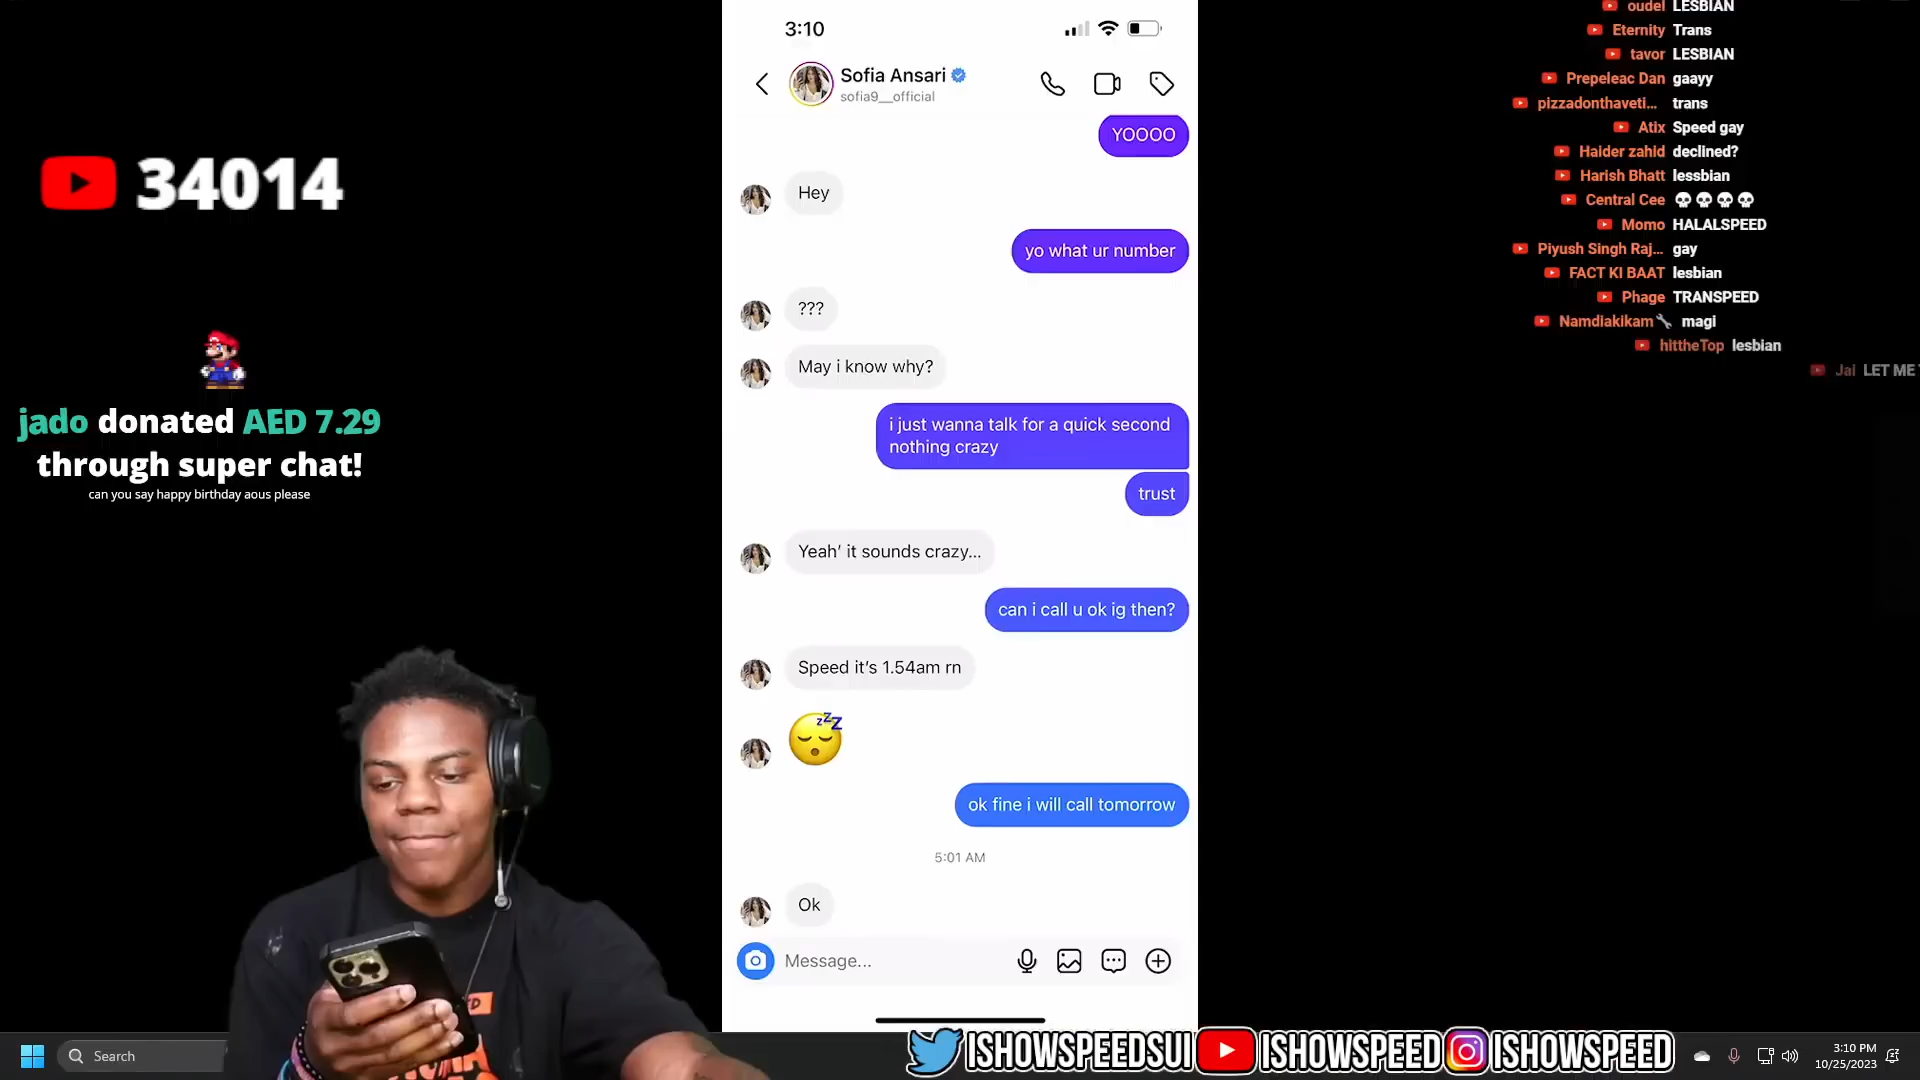 34014
jado donated AED 7.29
through super chat!
can you say happy birthday aous please
3:10
Sofia Ansari
sofia9__official
YOOOO
Hey
yo what ur number
???
May i know why?
i just wanna talk for a quick second
nothing crazy
trust
Yeah' it sounds crazy...
can i call u ok ig then?
Speed it's 1.54am rn
ok fine i will call tomorrow
5:01 AM
Ok
Message...
oudel LESBIAN
Eternity Trans
tavor LESBIAN
Prepeleac Dan gaayy
pizzadonthaveti... trans
Atix Speed gay
Haider zahid declined?
Harish Bhatt lessbian
Central Cee 💀💀💀💀
Momo HALALSPEED
Piyush Singh Raj... gay
FACT KI BAAT lesbian
Phage TRANSPEED
Namdiakikam🔧 magi
hittheTop lesbian
Jal LET ME
Search
ISHOWSPEEDSUI
ISHOWSPEED
ISHOWSPEED
3:10 PM
10/25/2023